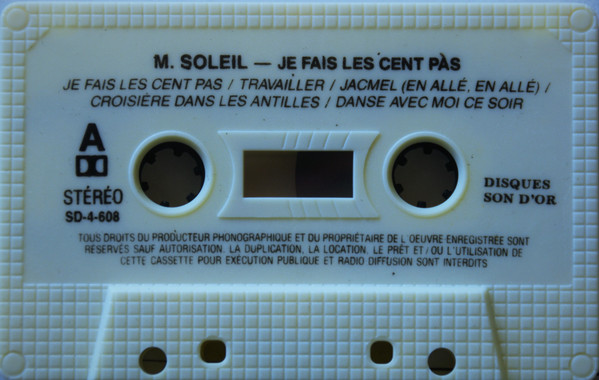 M. SOLEIL — JE FAIS LES CENT PAS
JE FAIS LES CENT PAS / TRAVAILLER / JACMEL (EN ALLÉ, EN ALLÉ) /
CROISIÈRE DANS LES ANTILLES / DANSE AVEC MOI CE SOIR
A
STÉRÉO
SD-4-608
DISQUES
SON D'OR
TOUS DROITS DU PRODUCTEUR PHONOGRAPHIQUE ET DU PROPRIÉTAIRE DE L'OEUVRE ENREGISTRÉE SONT
RESERVÉS SAUF AUTORISATION. LA DUPLICATION, LA LOCATION, LE PRÊT ET/OU L'UTILISATION DE
CETTE CASSETTE POUR EXÉCUTION PUBLIQUE ET RADIO DIFFUSION SONT INTERDITS